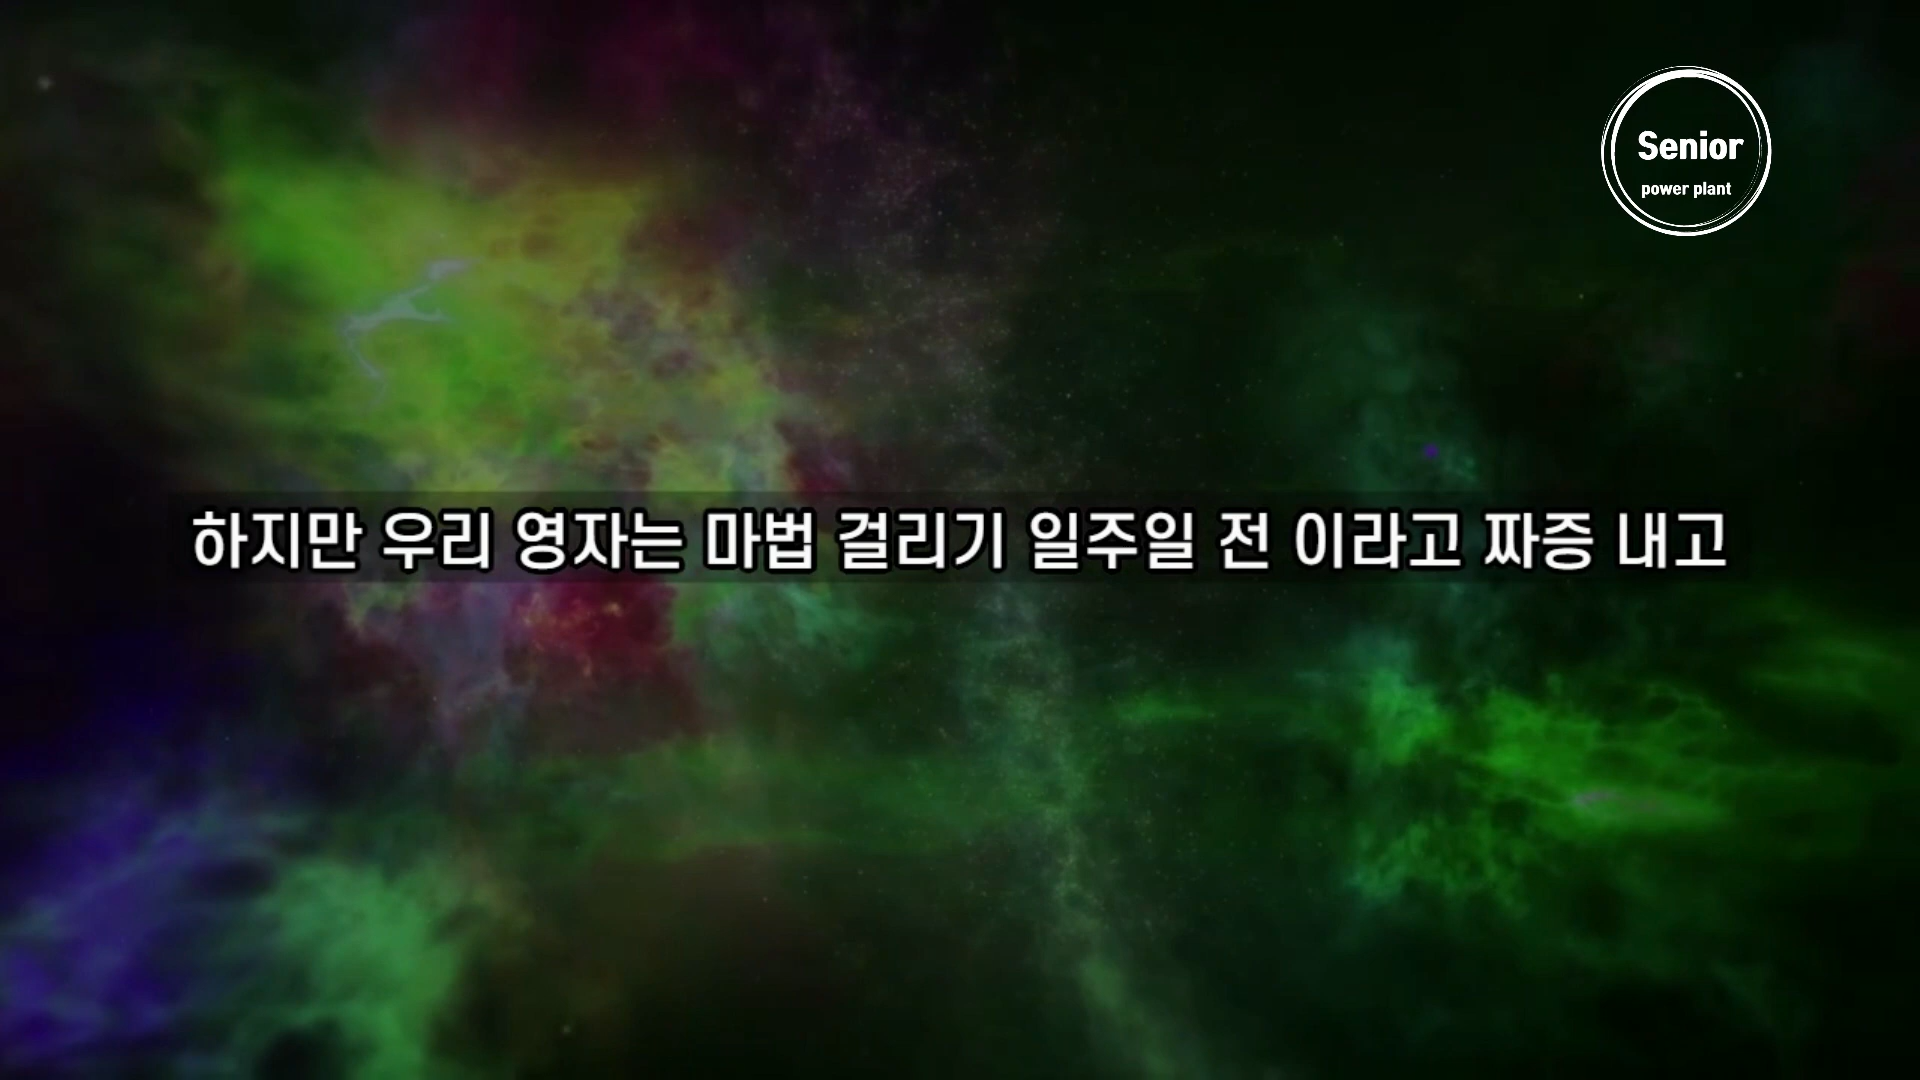 Senior
power plant
하지만 우리 영자는 마법 걸리기 일주일 전 이라고 짜증 내고